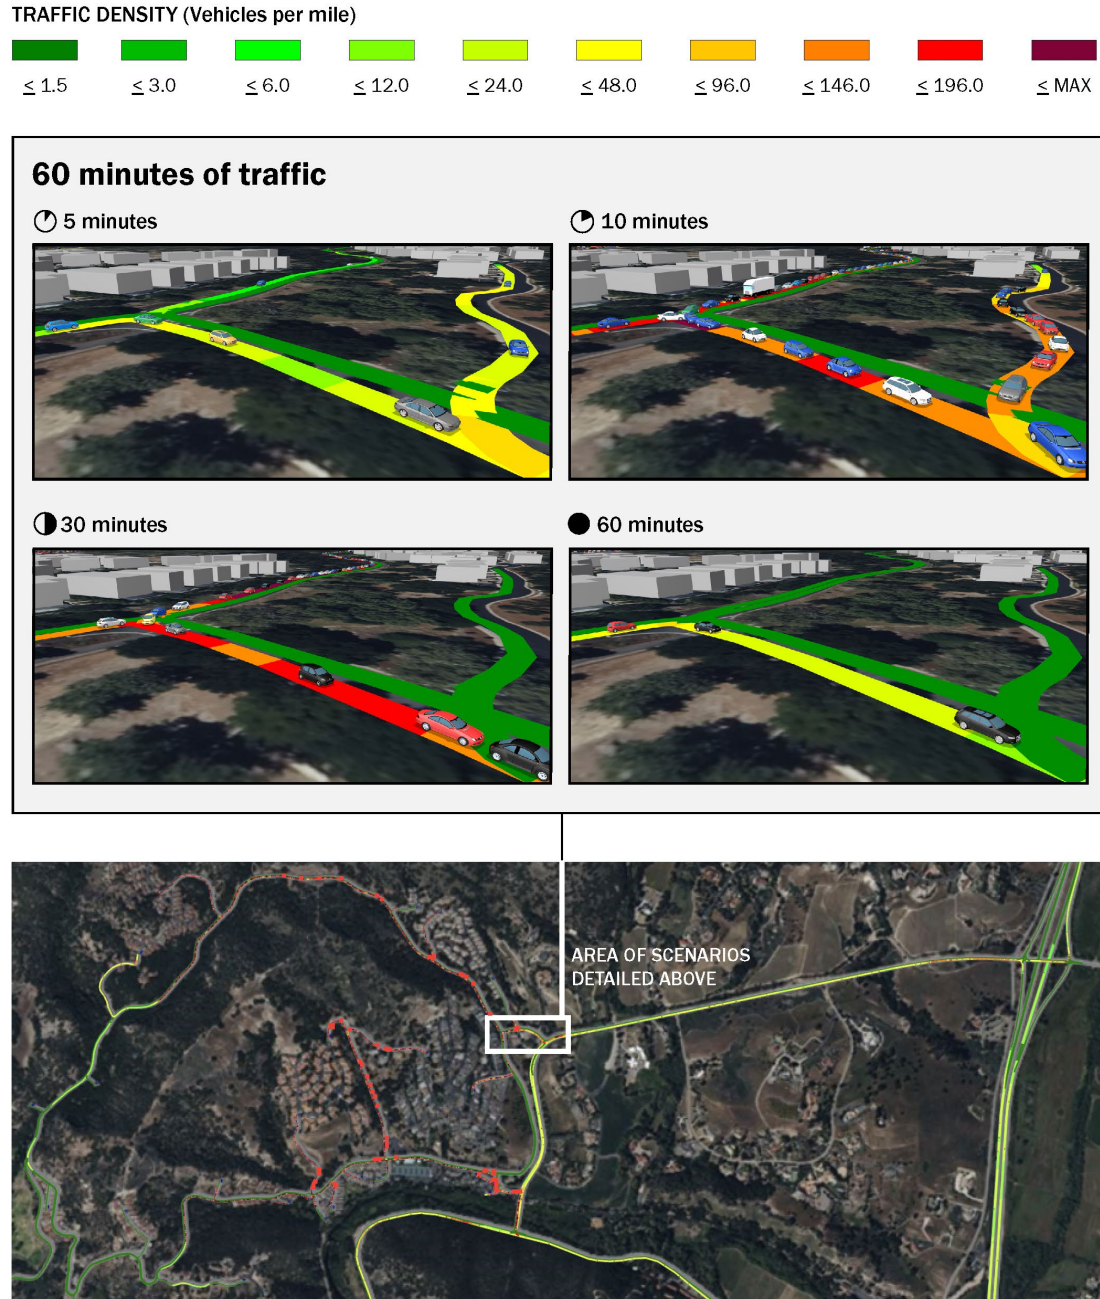 TRAFFIC DENSITY (Vehicles per mile)
≤ 1.5 ≤ 3.0 ≤ 6.0 ≤ 12.0 ≤ 24.0 ≤ 48.0 ≤ 96.0 ≤ 146.0 ≤ 196.0 ≤ MAX
60 minutes of traffic
5 minutes
10 minutes
30 minutes
60 minutes
AREA OF SCENARIOS
DETAILED ABOVE